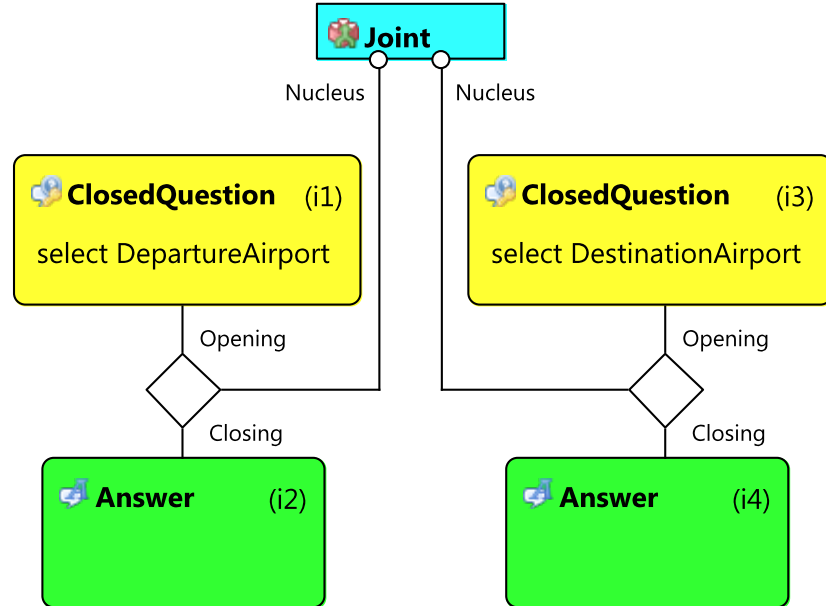 Joint
Nucleus
Nucleus
ClosedQuestion (i1)
select DepartureAirport
ClosedQuestion (i3)
select DestinationAirport
Opening
Opening
Closing
Closing
Answer (i2)
Answer (i4)